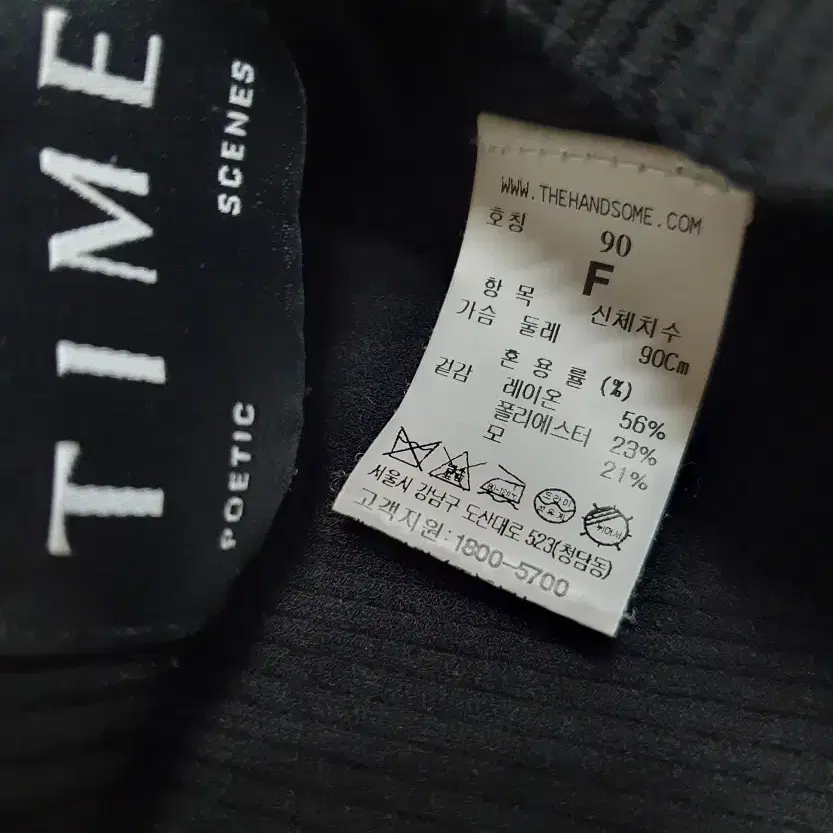 TIME
POETIC SCENES
WWW.THEHANDSOME.COM
호칭 90
F
항 목 신체치수
가슴 둘레 90Cm
혼 용 률 (%)
겉감 레이온 56%
폴리에스터 23%
모 21%
드라이
서울시 강남구 도산대로 523(청담동)
고객지원:1800-5700